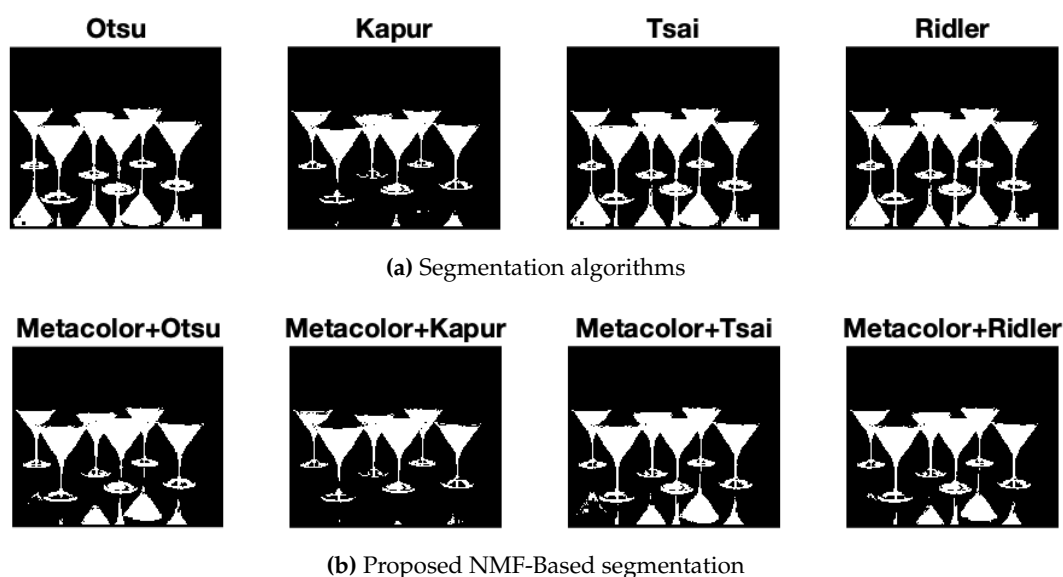 Otsu Kapur Tsai Ridler
(a) Segmentation algorithms
Metacolor+Otsu Metacolor+Kapur Metacolor+Tsai Metacolor+Ridler
(b) Proposed NMF-Based segmentation